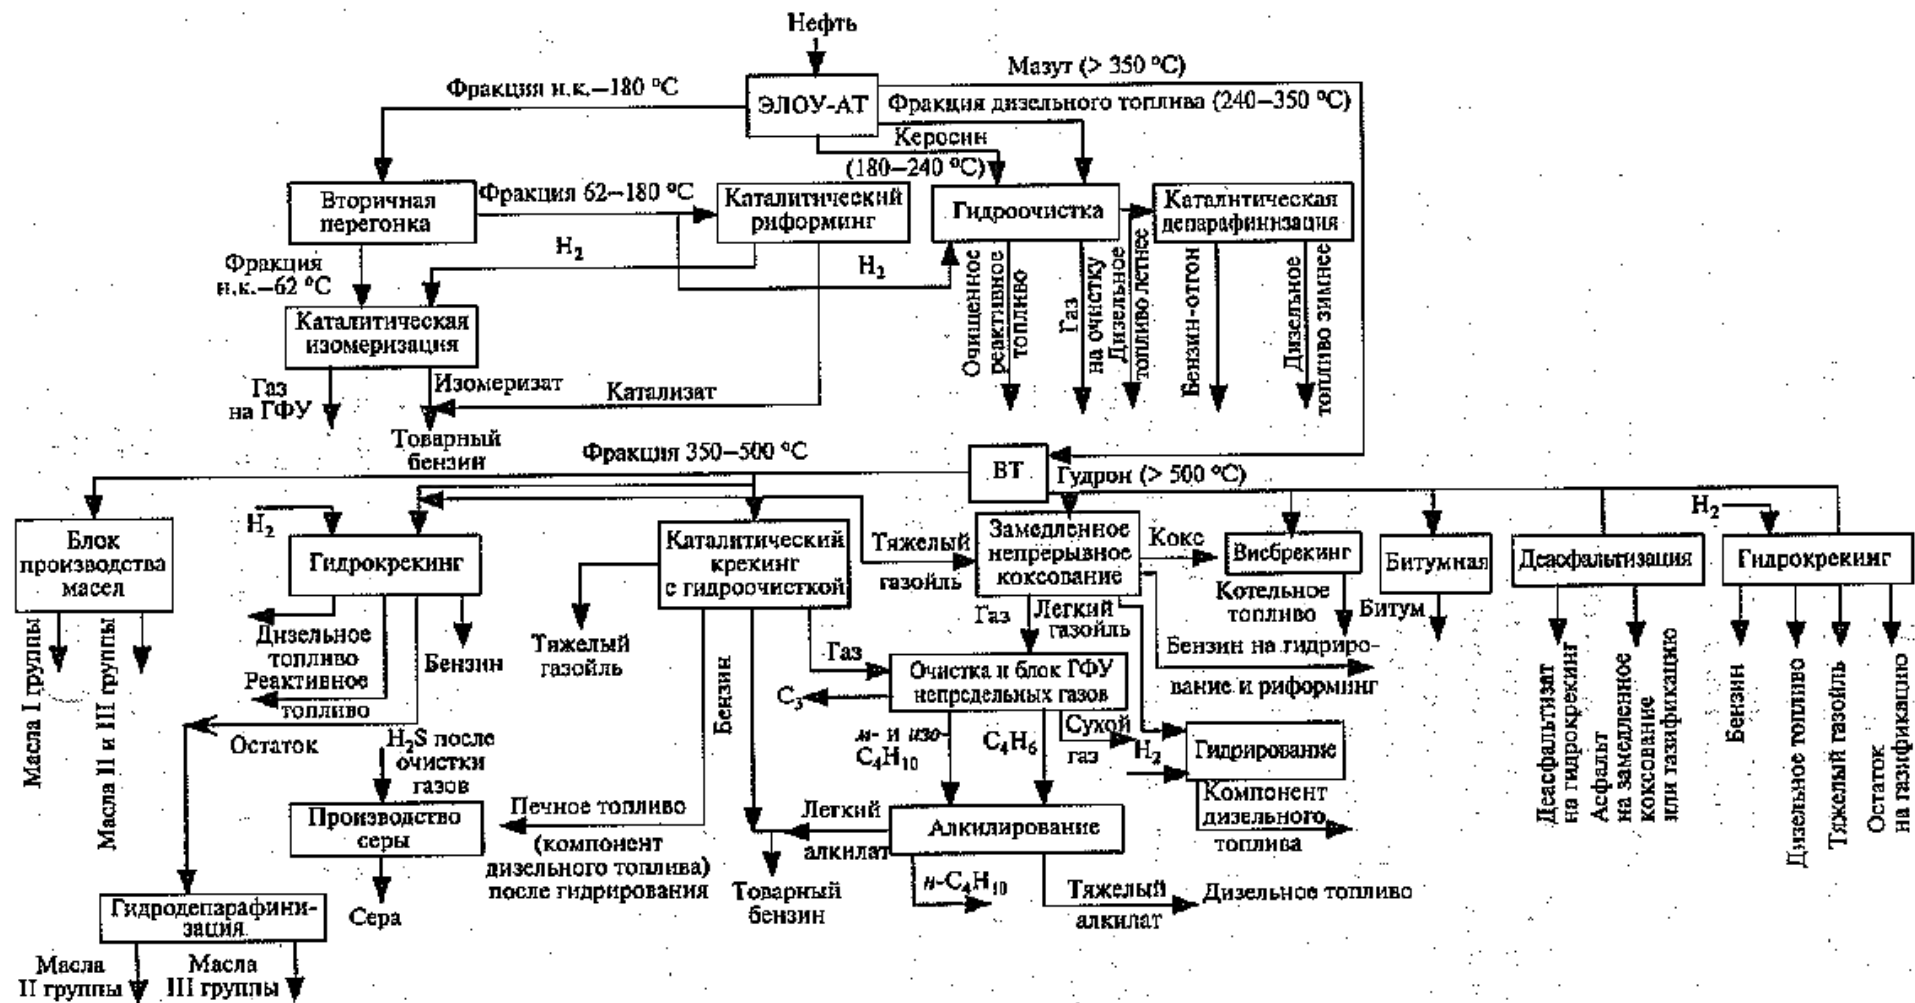 Нефть
Мазут (> 350 °C)
Фракция н.к.–180 °C
ЭЛОУ-АТ
Фракция дизельного топлива (240–350 °C)
Керосин
(180–240 °C)
Вторичная
перегонка
Фракция 62–180 °C
Каталитический
риформинг
Гидроочистка
Каталитическая
депарафинизация
Фракция
н.к.–62 °C
H2
H2
Каталитическая
изомеризация
Очищенное
реактивное
топливо
Газ
на очистку
Дизельное
топливо летнее
Бензин-отгон
Дизельное
топливо зимнее
Газ
на ГФУ
Изомеризат
Катализат
Товарный
бензин
Фракция 350–500 °C
ВТ
Гудрон (> 500 °C)
Блок
производства
масел
H2
Гидрокрекинг
Каталитический
крекинг
с гидроочисткой
Тяжелый
газойль
Замедленное
непрерывное
коксование
Кокс
Висбрекинг
Битумная
Деасфальтизация
H2
Гидрокрекинг
Масла I группы
Масла II и III группы
Дизельное
топливо
Реактивное
топливо
Бензин
Остаток
Тяжелый
газойль
Бензин
Газ
Газ
Легкий
газойль
Котельное
топливо
Битум
Бензин на гидриро-
вание и риформинг
Очистка и блок ГФУ
непредельных газов
C3
н- и изо-
C4H10
C4H6
Сухой
газ
H2
Гидрирование
Компонент
дизельного
топлива
Деасфальтизат
на гидрокрекинг
Асфальт
на замедленное
коксование
или газификацию
Бензин
Дизельное топливо
Тяжелый газойль
Остаток
на газификацию
H2S после
очистки
газов
Производство
серы
Сера
Печное топливо
(компонент
дизельного топлива)
после гидрирования
Легкий
алкилат
Алкилирование
Товарный
бензин
н-C4H10
Тяжелый
алкилат
Дизельное топливо
Гидродепарафини-
зация
Масла
II группы
Масла
III группы